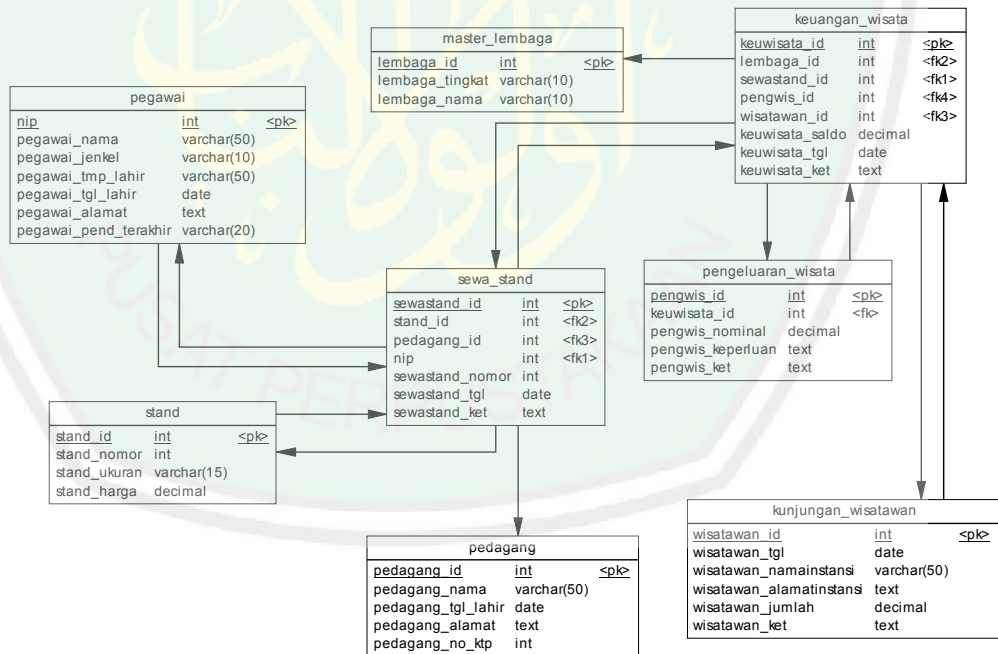 keuangan_wisata
keuwisata_id int <pk>
lembaga_id int <fk2>
sewastand_id int <fk1>
pengwis_id int <fk4>
wisatawan_id int <fk3>
keuwisata_saldo decimal
keuwisata_tgl date
keuwisata_ket text
master_lembaga
lembaga_id int <pk>
lembaga_tingkat varchar(10)
lembaga_nama varchar(10)
pegawai
nip int <pk>
pegawai_nama varchar(50)
pegawai_jenkel varchar(10)
pegawai_tmp_lahir varchar(50)
pegawai_tgl_lahir date
pegawai_alamat text
pegawai_pend_terakhir varchar(20)
sewa_stand
sewastand_id int <pk>
stand_id int <fk2>
pedagang_id int <fk3>
nip int <fk1>
sewastand_nomor int
sewastand_tgl date
sewastand_ket text
pengeluaran_wisata
pengwis_id int <pk>
keuwisata_id int <fk>
pengwis_nominal decimal
pengwis_keperluan text
pengwis_ket text
stand
stand_id int <pk>
stand_nomor int
stand_ukuran varchar(15)
stand_harga decimal
kunjungan_wisatawan
wisatawan_id int <pk>
wisatawan_tgl date
wisatawan_namainstansi varchar(50)
wisatawan_alamatinstansi text
wisatawan_jumlah decimal
wisatawan_ket text
pedagang
pedagang_id int <pk>
pedagang_nama varchar(50)
pedagang_tgl_lahir date
pedagang_alamat text
pedagang_no_ktp int
PUSAT PERPUSTAKAAN